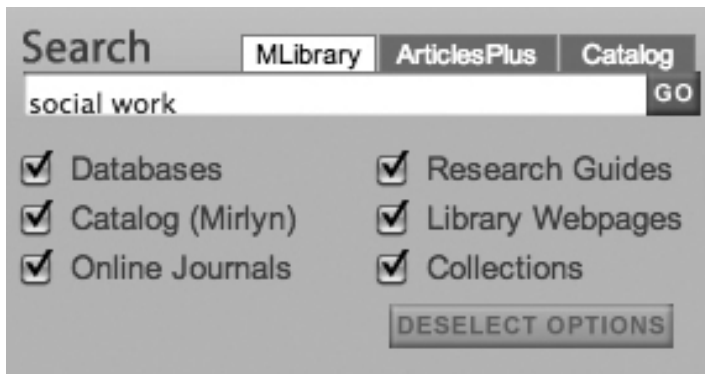 Search MLibrary ArticlesPlus Catalog
social work GO
Databases Research Guides
Catalog (Mirlyn) Library Webpages
Online Journals Collections
DESELECT OPTIONS